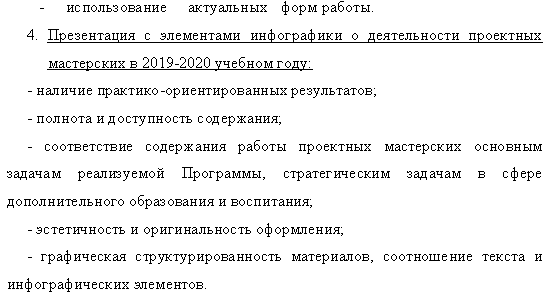 - использование актуальных форм работы.
4. Презентация с элементами инфографики о деятельности проектных
мастерских в 2019-2020 учебном году:
- наличие практико-ориентированных результатов;
- полнота и доступность содержания;
- соответствие содержания работы проектных мастерских основным
задачам реализуемой Программы, стратегическим задачам в сфере
дополнительного образования и воспитания;
- эстетичность и оригинальность оформления;
- графическая структурированность материалов, соотношение текста и
инфографических элементов.